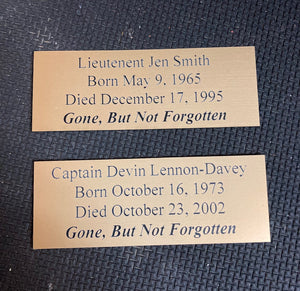 Lieutenent Jen Smith
Born May 9, 1965
Died December 17, 1995
Gone, But Not Forgotten
Captain Devin Lennon-Davey
Born October 16, 1973
Died October 23, 2002
Gone, But Not Forgotten